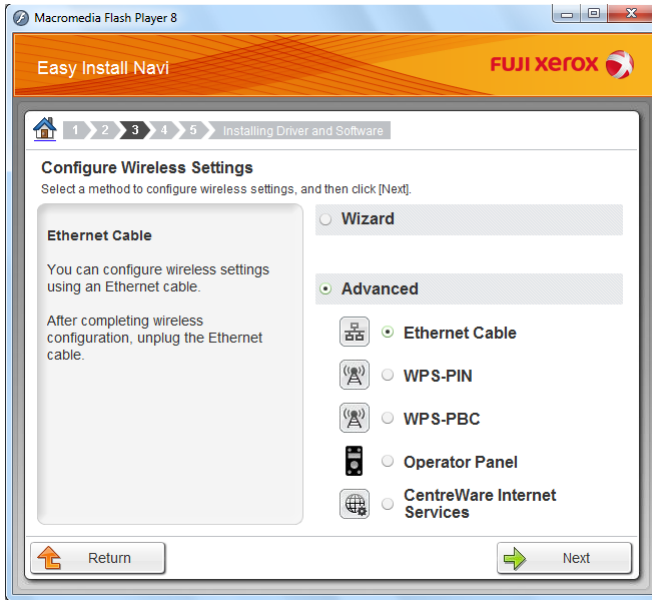 Macromedia Flash Player 8
Easy Install Navi
FUJI XEROX
1 2 3 4 5 Installing Driver and Software
Configure Wireless Settings
Select a method to configure wireless settings, and then click [Next].
Ethernet Cable
You can configure wireless settings
using an Ethernet cable.
After completing wireless
configuration, unplug the Ethernet
cable.
Wizard
Advanced
Ethernet Cable
WPS-PIN
WPS-PBC
Operator Panel
CentreWare Internet
Services
Return
Next